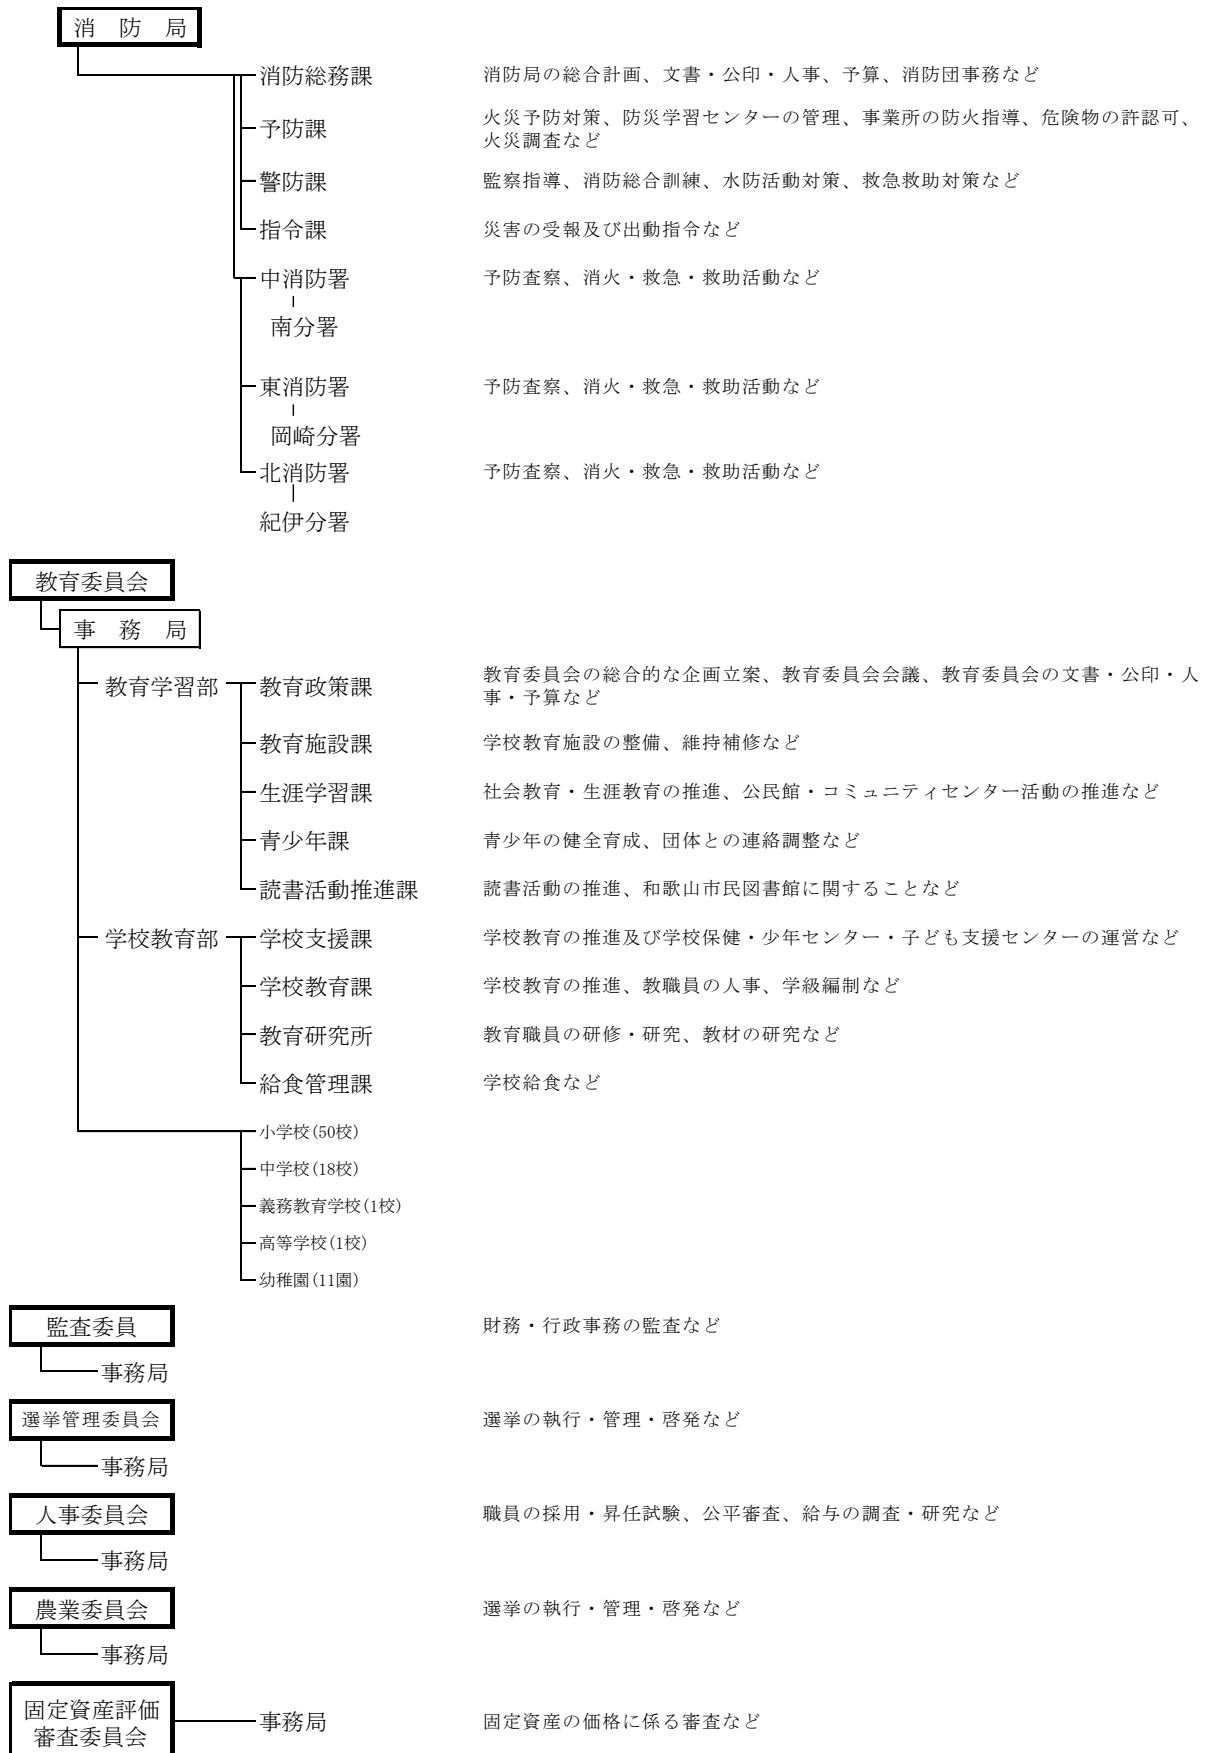 消 防 局
消防総務課 消防局の総合計画、文書・公印・人事、予算、消防団事務など
予防課 火災予防対策、防災学習センターの管理、事業所の防火指導、危険物の許認可、
火災調査など
警防課 監察指導、消防総合訓練、水防活動対策、救急救助対策など
指令課 災害の受報及び出動指令など
中消防署 予防査察、消火・救急・救助活動など
南分署
東消防署 予防査察、消火・救急・救助活動など
岡崎分署
北消防署 予防査察、消火・救急・救助活動など
紀伊分署
教育委員会
事 務 局
教育学習部 教育政策課 教育委員会の総合的な企画立案、教育委員会会議、教育委員会の文書・公印・人
事・予算など
教育施設課 学校教育施設の整備、維持補修など
生涯学習課 社会教育・生涯教育の推進、公民館・コミュニティセンター活動の推進など
青少年課 青少年の健全育成、団体との連絡調整など
読書活動推進課 読書活動の推進、和歌山市民図書館に関することなど
学校教育部 学校支援課 学校教育の推進及び学校保健・少年センター・子ども支援センターの運営など
学校教育課 学校教育の推進、教職員の人事、学級編制など
教育研究所 教育職員の研修・研究、教材の研究など
給食管理課 学校給食など
小学校(50校)
中学校(18校)
義務教育学校(1校)
高等学校(1校)
幼稚園(11園)
監査委員 財務・行政事務の監査など
事務局
選挙管理委員会 選挙の執行・管理・啓発など
事務局
人事委員会 職員の採用・昇任試験、公平審査、給与の調査・研究など
事務局
農業委員会 選挙の執行・管理・啓発など
事務局
固定資産評価
審査委員会 事務局 固定資産の価格に係る審査など